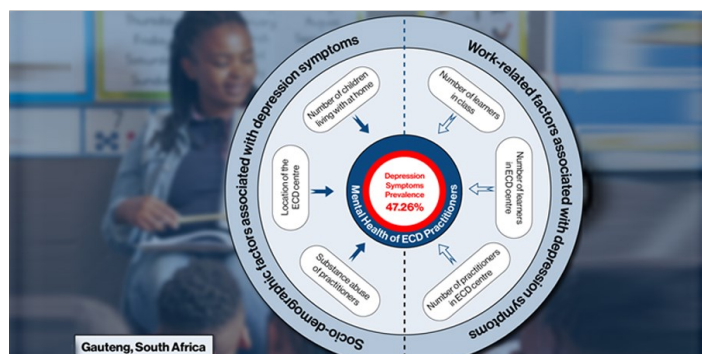 Socio-demographic factors associated with depression symptoms
Work-related factors associated with depression symptoms
Number of children
living with at home
Location of the
ECD centre
Substance abuse
of practitioners
Number of learners
in class
Number of learners
in ECD centre
Number of practitioners
in ECD centre
Depression
Symptoms
Prevalence
47.26%
Mental Health of ECD Practitioners
Gauteng, South Africa